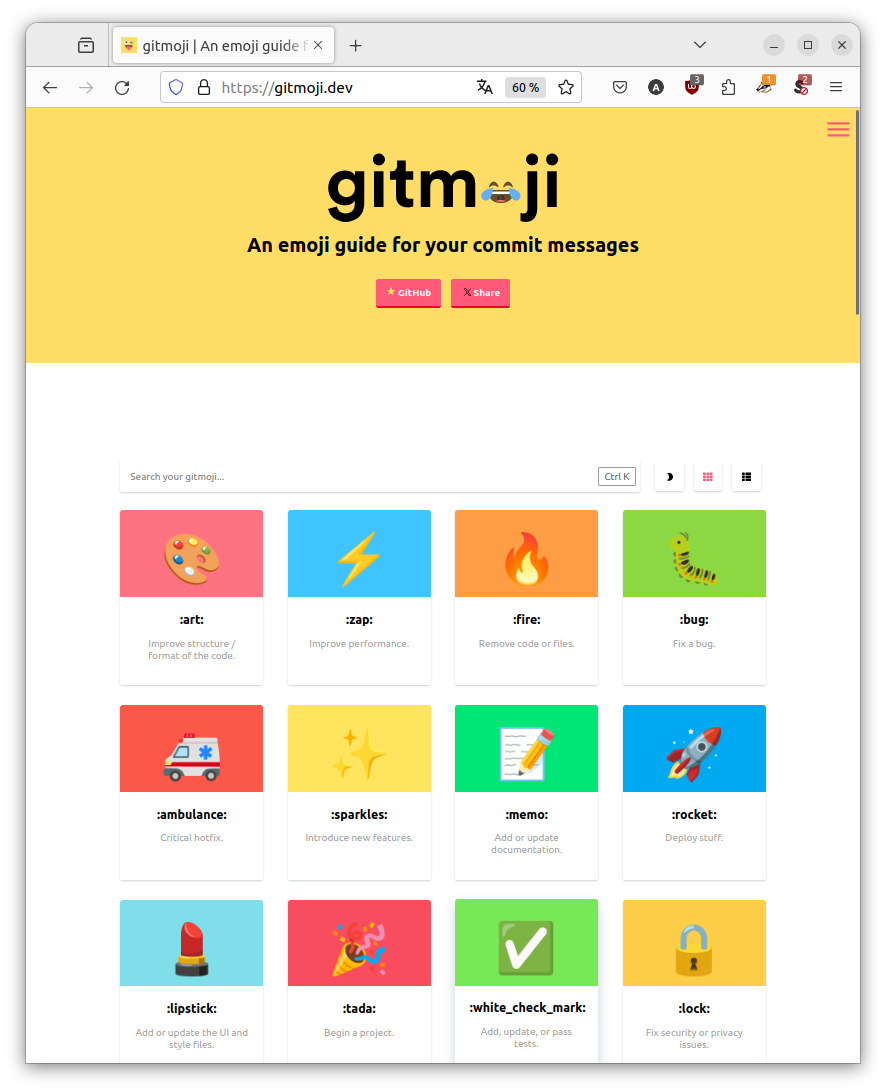 gitmoji | An emoji guide f
https://gitmoji.dev
60 %
A
3
1
2
gitm😂ji
An emoji guide for your commit messages
GitHub
𝕏 Share
Search your gitmoji...
Ctrl K
:art:
Improve structure /
format of the code.
:zap:
Improve performance.
:fire:
Remove code or files.
:bug:
Fix a bug.
:ambulance:
Critical hotfix.
:sparkles:
Introduce new features.
:memo:
Add or update
documentation.
:rocket:
Deploy stuff.
:lipstick:
Add or update the UI and
style files.
:tada:
Begin a project.
:white_check_mark:
Add, update, or pass
tests.
:lock:
Fix security or privacy
issues.